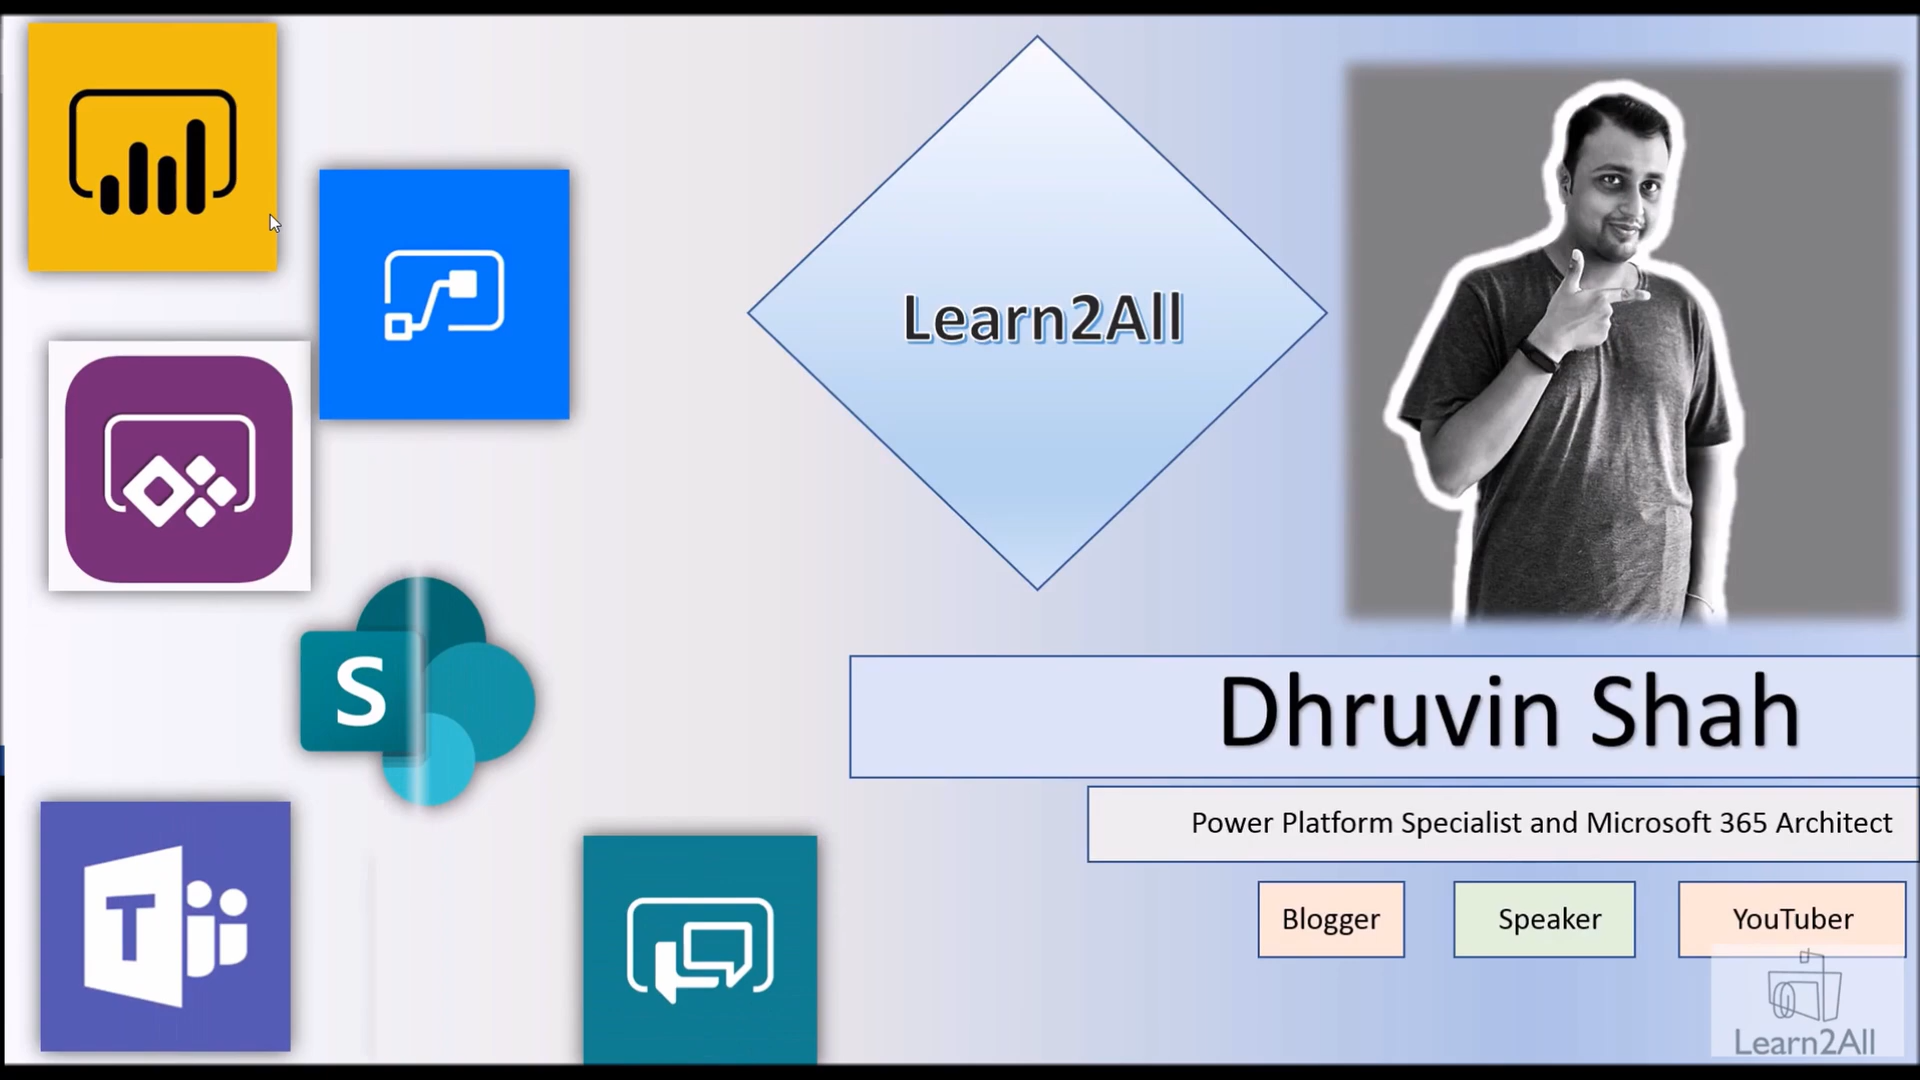 Learn2All
S
T
Dhruvin Shah
Power Platform Specialist and Microsoft 365 Architect
Blogger
Speaker
YouTuber
Learn2All